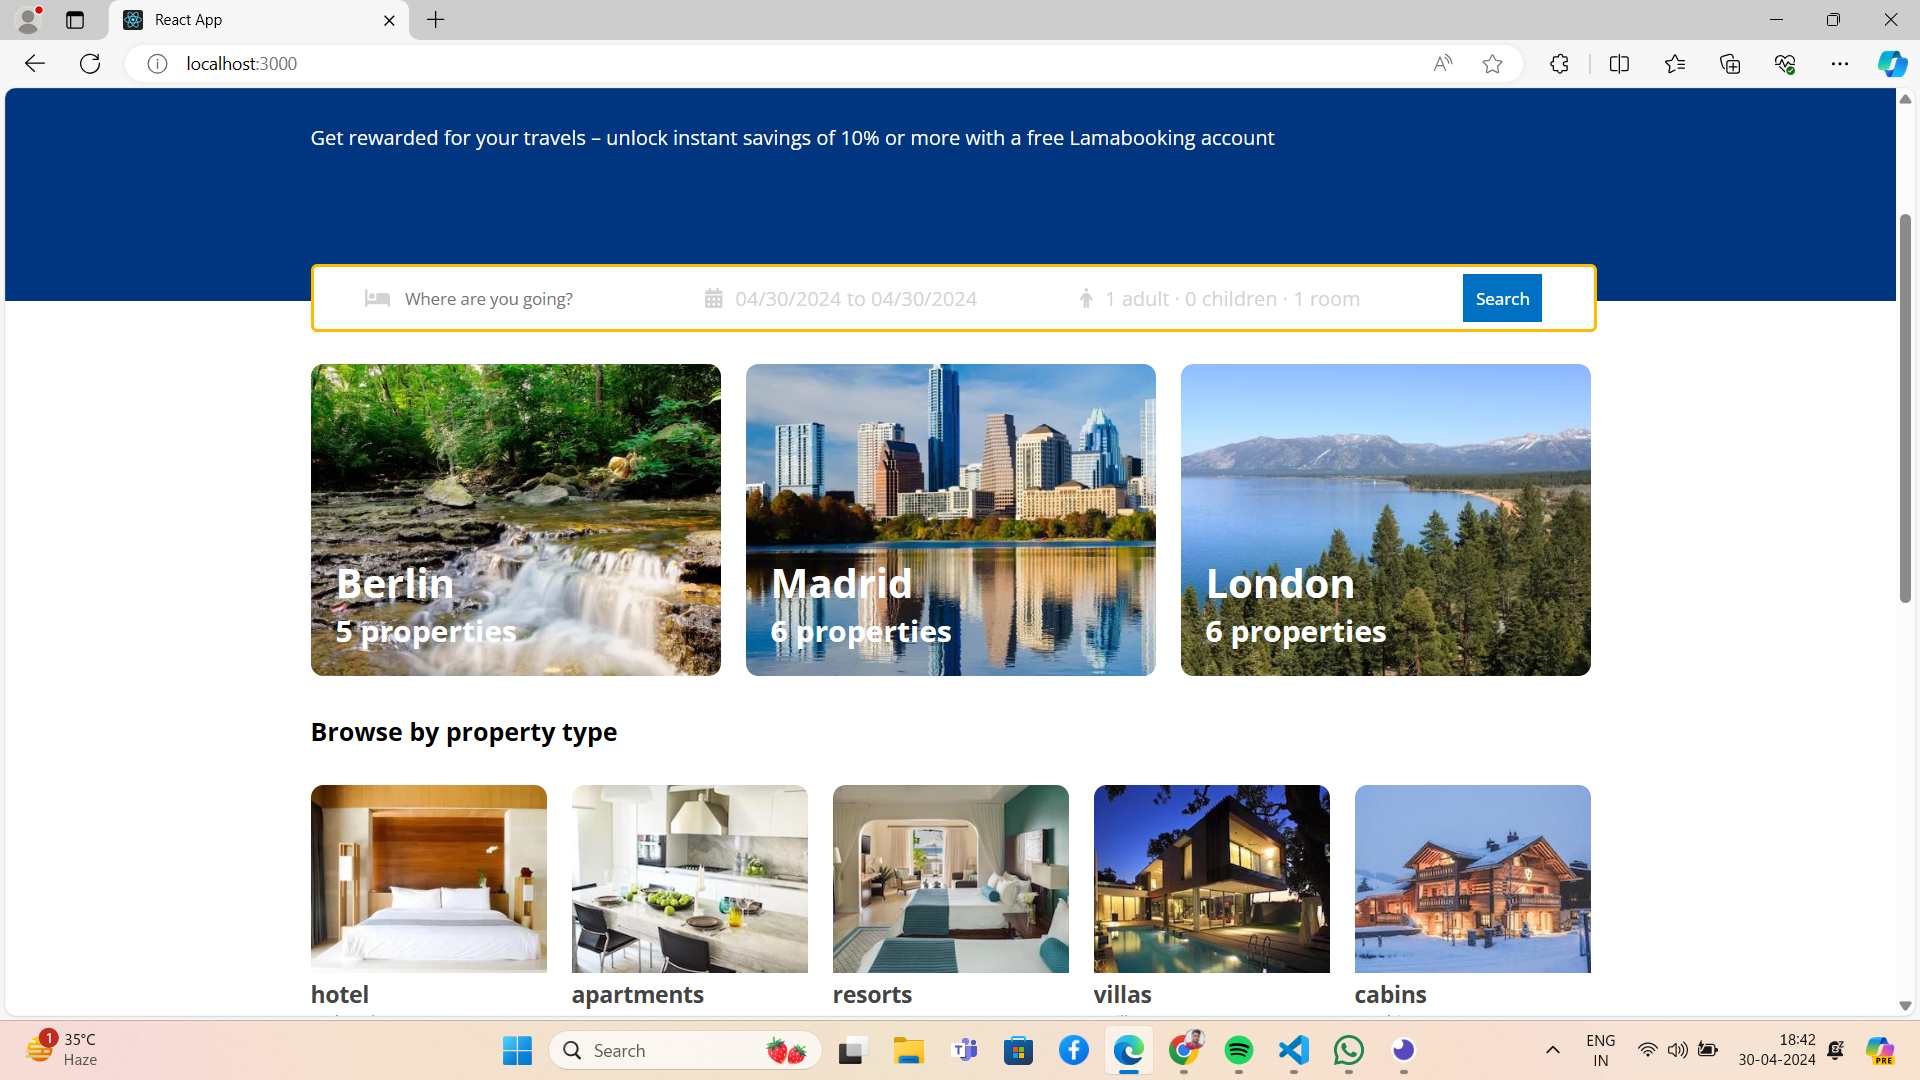 React App
localhost:3000
Get rewarded for your travels – unlock instant savings of 10% or more with a free Lamabooking account
Where are you going?
04/30/2024 to 04/30/2024
1 adult · 0 children · 1 room
Search
Berlin
5 properties
Madrid
6 properties
London
6 properties
Browse by property type
hotel
apartments
resorts
villas
cabins
1
35°C
Haze
Search
ENG
IN
18:42
30-04-2024
PRE